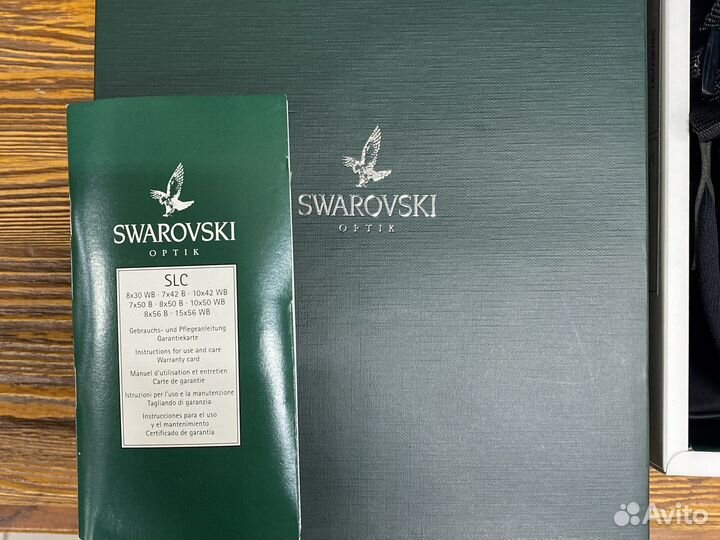 SWAROVSKI
OPTIK
SLC
8x30 WB · 7x42 B · 10x42 WB
7x50 B · 8x50 B · 10x50 WB
8x56 B · 15x56 WB
Gebrauchs- und Pflegeanleitung
Garantiekarte
Instructions for use and care
Warranty card
Manuel d'utilisation et entretien
Carte de garantie
Istruzioni per l'uso e la manutenzione
Tagliando di garanzia
Instrucciones para el uso
y el mantenimiento
Certificado de garantía
SWAROVSKI
OPTIK
Avito